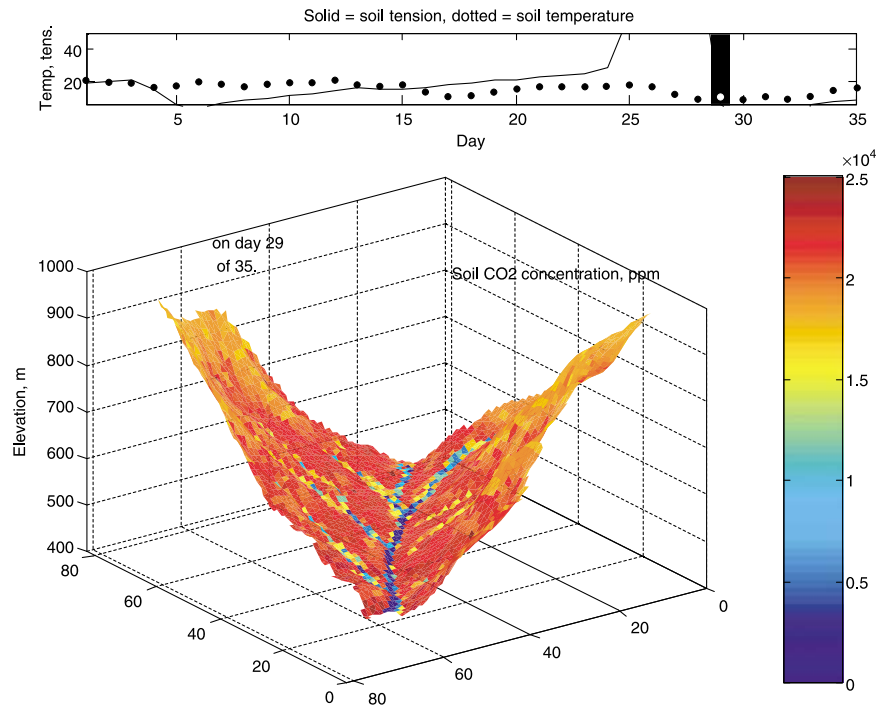 Solid = soil tension, dotted = soil temperature
Temp, tens.
40
20
5 10 15 20 25 30 35
Day
×10⁴
2.5
2
1.5
1
0.5
0
on day 29
of 35.
Soil CO2 concentration, ppm
Elevation, m
1000
900
800
700
600
500
400
80 60 40 20 0
80 60 40 20 0